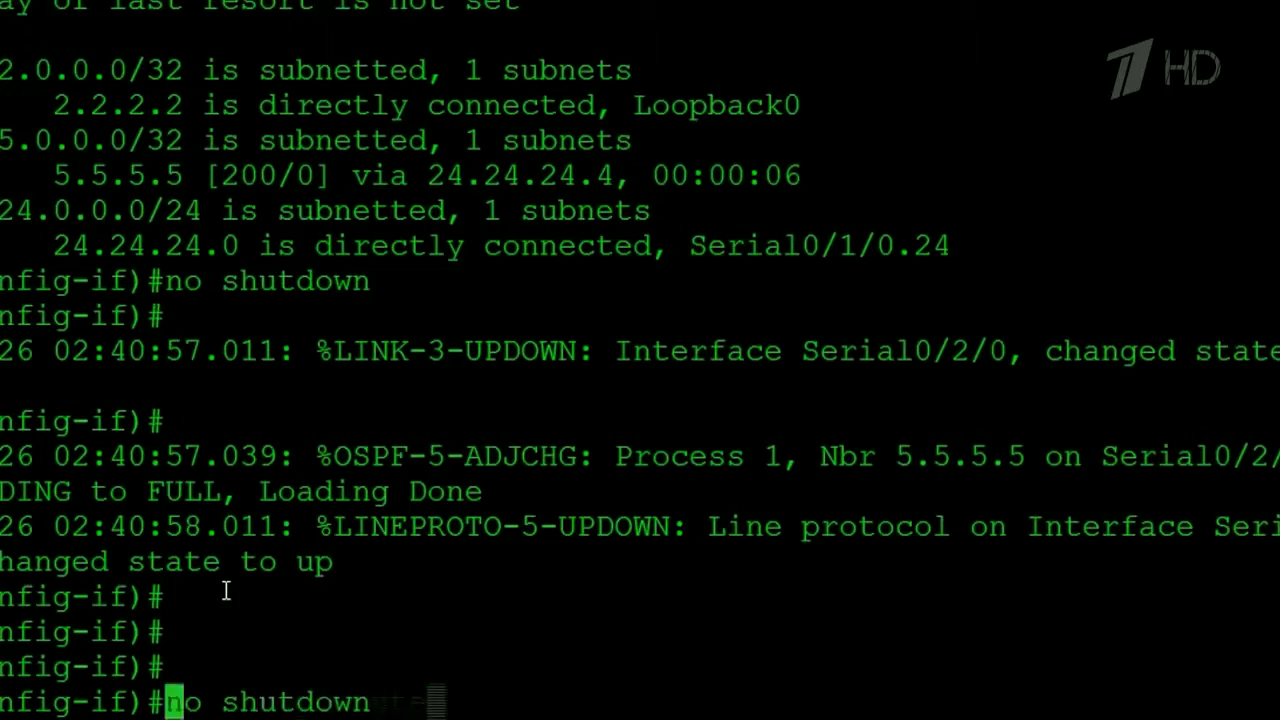 ay of last resort is not set
2.0.0.0/32 is subnetted, 1 subnets
2.2.2.2 is directly connected, Loopback0
5.0.0.0/32 is subnetted, 1 subnets
5.5.5.5 [200/0] via 24.24.24.4, 00:00:06
24.0.0.0/24 is subnetted, 1 subnets
24.24.24.0 is directly connected, Serial0/1/0.24
nfig-if)#no shutdown
nfig-if)#
26 02:40:57.011: %LINK-3-UPDOWN: Interface Serial0/2/0, changed state
nfig-if)#
26 02:40:57.039: %OSPF-5-ADJCHG: Process 1, Nbr 5.5.5.5 on Serial0/2/
DING to FULL, Loading Done
26 02:40:58.011: %LINEPROTO-5-UPDOWN: Line protocol on Interface Seri
hanged state to up
nfig-if)#
nfig-if)#
nfig-if)#
nfig-if)#no shutdown
1 HD